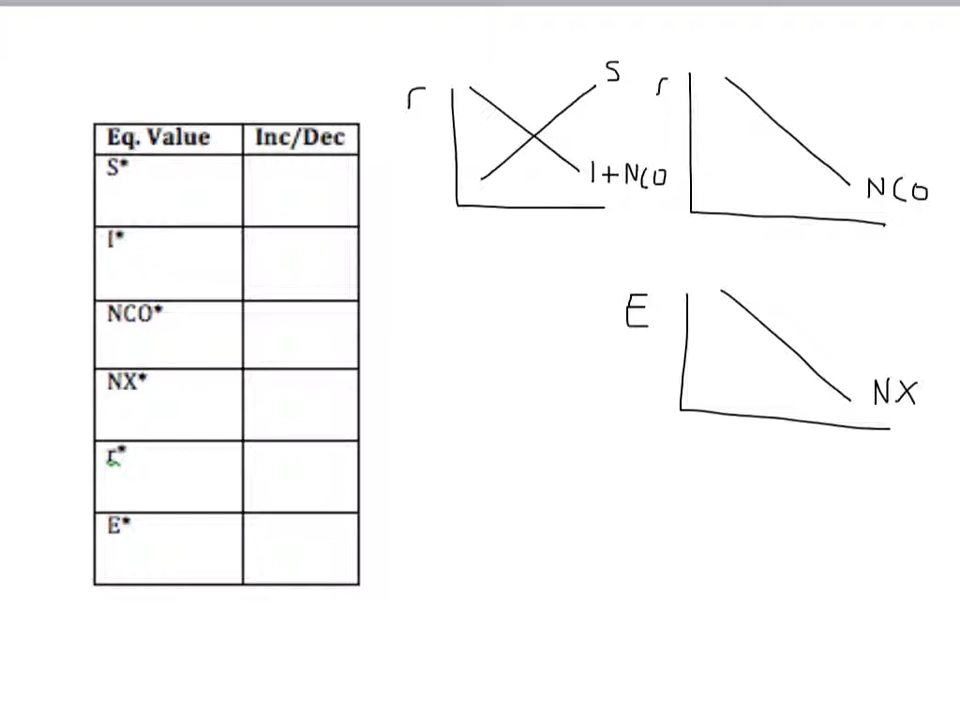 Eq. Value Inc/Dec
S*
I*
NCO*
NX*
r*
E*
r
S
I+NCO
r
NCO
E
NX